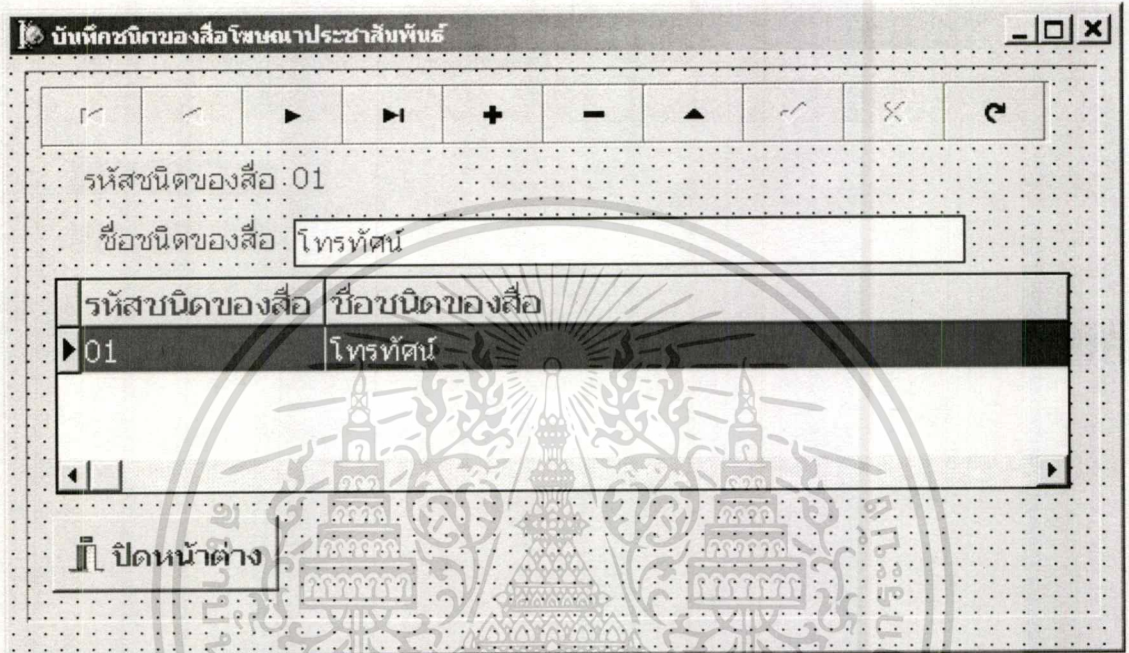 บันทึกชนิดของสื่อโฆษณาประชาสัมพันธ์
รหัสชนิดของสื่อ 01
ชื่อชนิดของสื่อ โทรทัศน์
รหัสชนิดของสื่อ ชื่อชนิดของสื่อ
01 โทรทัศน์
ปิดหน้าต่าง